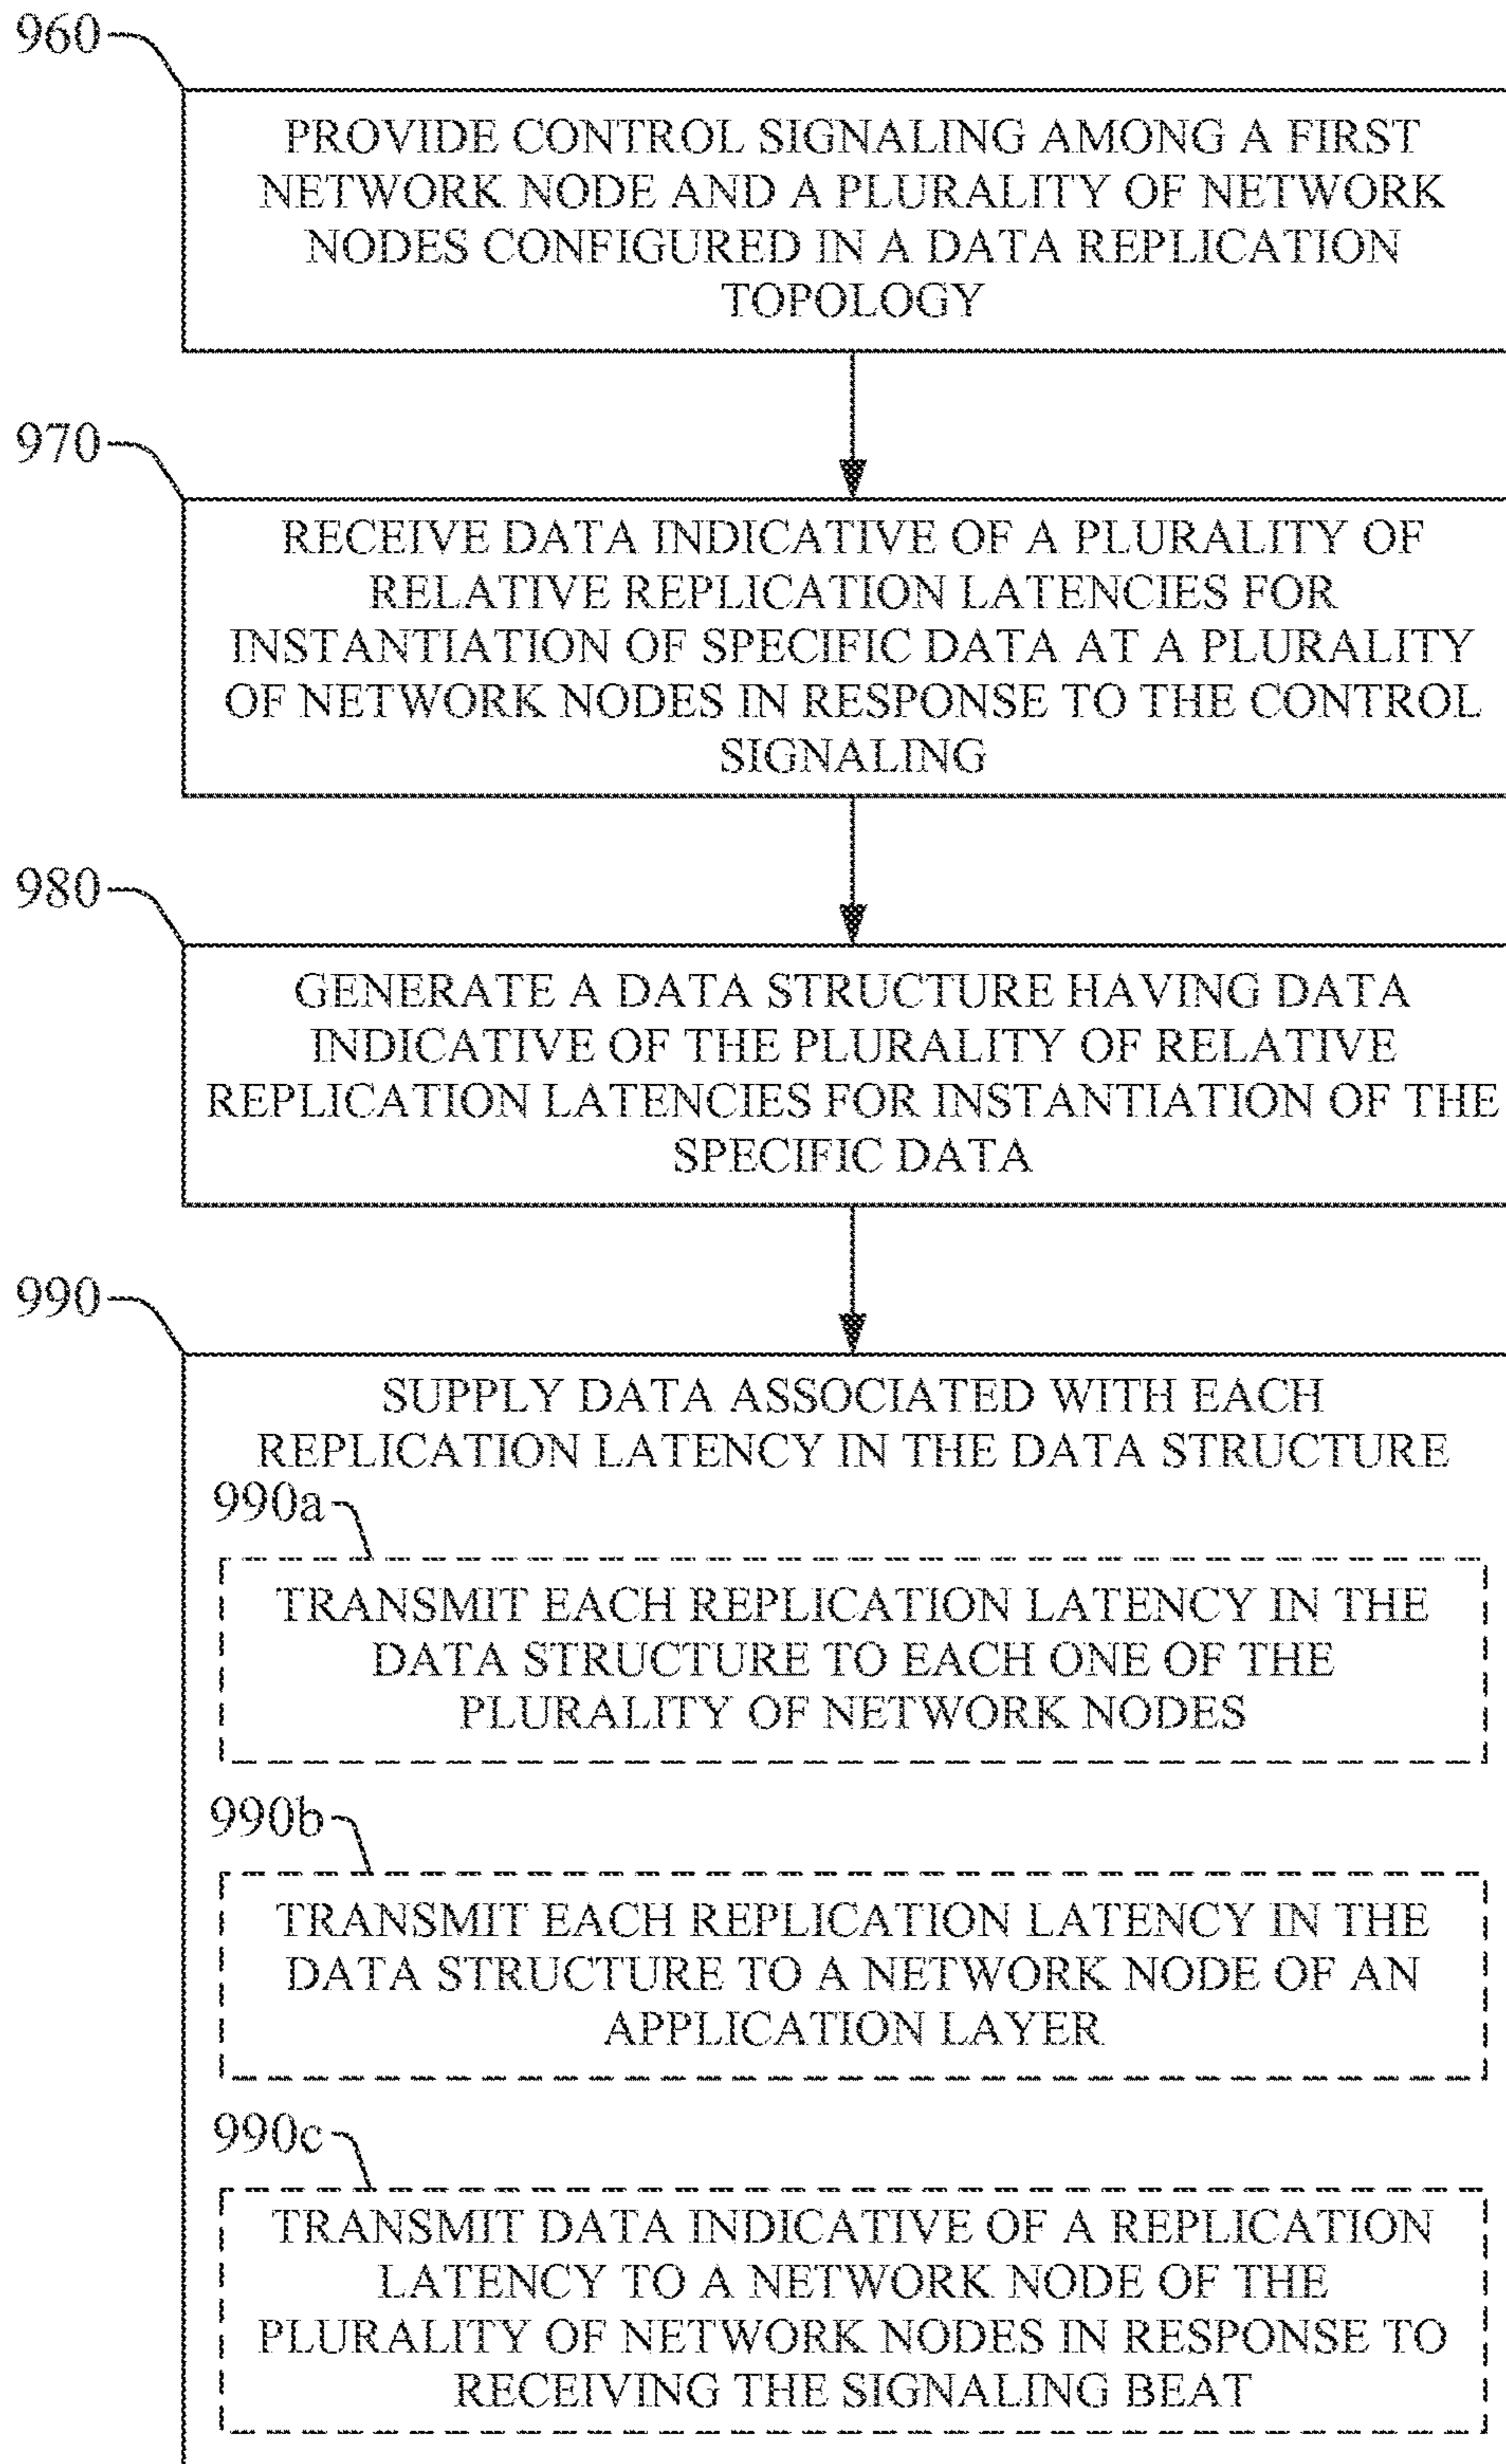 960
PROVIDE CONTROL SIGNALING AMONG A FIRST
NETWORK NODE AND A PLURALITY OF NETWORK
NODES CONFIGURED IN A DATA REPLICATION
TOPOLOGY
970
RECEIVE DATA INDICATIVE OF A PLURALITY OF
RELATIVE REPLICATION LATENCIES FOR
INSTANTIATION OF SPECIFIC DATA AT A PLURALITY
OF NETWORK NODES IN RESPONSE TO THE CONTROL
SIGNALING
980
GENERATE A DATA STRUCTURE HAVING DATA
INDICATIVE OF THE PLURALITY OF RELATIVE
REPLICATION LATENCIES FOR INSTANTIATION OF THE
SPECIFIC DATA
990
SUPPLY DATA ASSOCIATED WITH EACH
REPLICATION LATENCY IN THE DATA STRUCTURE
990a
TRANSMIT EACH REPLICATION LATENCY IN THE
DATA STRUCTURE TO EACH ONE OF THE
PLURALITY OF NETWORK NODES
990b
TRANSMIT EACH REPLICATION LATENCY IN THE
DATA STRUCTURE TO A NETWORK NODE OF AN
APPLICATION LAYER
990c
TRANSMIT DATA INDICATIVE OF A REPLICATION
LATENCY TO A NETWORK NODE OF THE
PLURALITY OF NETWORK NODES IN RESPONSE TO
RECEIVING THE SIGNALING BEAT